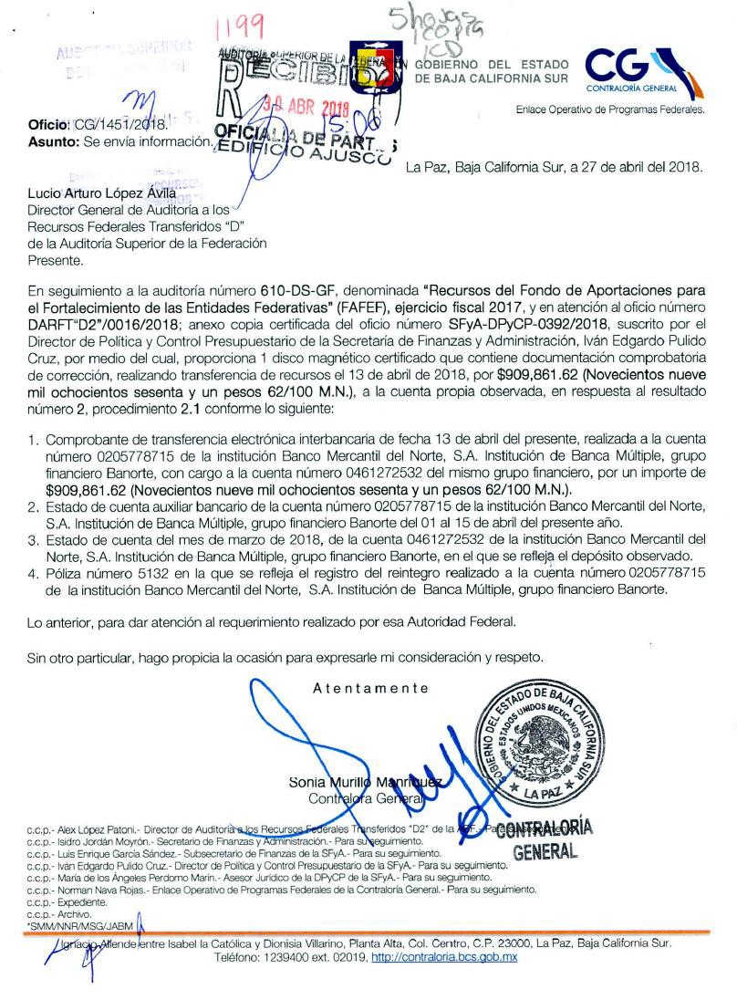 1199
5 hojas
1 copia
1 CD
AUDITORIA SUPERIOR
AUDITORIA SUPERIOR DE LA FEDERACIÓN
RECIBIDO
30 ABR 2018
15:06
OFICIALIA DE PART
EDIFICIO AJUSCO
GOBIERNO DEL ESTADO
DE BAJA CALIFORNIA SUR
CG
CONTRALORÍA GENERAL
Enlace Operativo de Programas Federales.
Oficio: CG/1451/2018.
Asunto: Se envía información.
La Paz, Baja California Sur, a 27 de abril del 2018.
Lucio Arturo López Ávila
Director General de Auditoría a los
Recursos Federales Transferidos "D"
de la Auditoría Superior de la Federación
Presente.
En seguimiento a la auditoría número 610-DS-GF, denominada "Recursos del Fondo de Aportaciones para
el Fortalecimiento de las Entidades Federativas" (FAFEF), ejercicio fiscal 2017, y en atención al oficio número
DARFT"D2"/0016/2018; anexo copia certificada del oficio número SFyA-DPyCP-0392/2018, suscrito por el
Director de Política y Control Presupuestario de la Secretaría de Finanzas y Administración, Iván Edgardo Pulido
Cruz, por medio del cual, proporciona 1 disco magnético certificado que contiene documentación comprobatoria
de corrección, realizando transferencia de recursos el 13 de abril de 2018, por $909,861.62 (Novecientos nueve
mil ochocientos sesenta y un pesos 62/100 M.N.), a la cuenta propia observada, en respuesta al resultado
número 2, procedimiento 2.1 conforme lo siguiente:
1. Comprobante de transferencia electrónica interbancaria de fecha 13 de abril del presente, realizada a la cuenta
número 0205778715 de la institución Banco Mercantil del Norte, S.A. Institución de Banca Múltiple, grupo
financiero Banorte, con cargo a la cuenta número 0461272532 del mismo grupo financiero, por un importe de
$909,861.62 (Novecientos nueve mil ochocientos sesenta y un pesos 62/100 M.N.).
2. Estado de cuenta auxiliar bancario de la cuenta número 0205778715 de la institución Banco Mercantil del Norte,
S.A. Institución de Banca Múltiple, grupo financiero Banorte del 01 al 15 de abril del presente año.
3. Estado de cuenta del mes de marzo de 2018, de la cuenta 0461272532 de la institución Banco Mercantil del
Norte, S.A. Institución de Banca Múltiple, grupo financiero Banorte, en el que se refleja el depósito observado.
4. Póliza número 5132 en la que se refleja el registro del reintegro realizado a la cuenta número 0205778715
de la institución Banco Mercantil del Norte, S.A. Institución de Banca Múltiple, grupo financiero Banorte.
Lo anterior, para dar atención al requerimiento realizado por esa Autoridad Federal.
Sin otro particular, hago propicia la ocasión para expresarle mi consideración y respeto.
Atentamente
Sonia Murillo Manríquez
Contralora General
GOBIERNO DEL ESTADO DE BAJA CALIFORNIA SUR
ESTADOS UNIDOS MEXICANOS
LA PAZ
CONTRALORÍA
GENERAL
c.c.p.- Alex López Patoni.- Director de Auditoría a los Recursos Federales Transferidos "D2" de la ASF.- Para su seguimiento.
c.c.p.- Isidro Jordán Moyrón.- Secretario de Finanzas y Administración.- Para su seguimiento.
c.c.p.- Luis Enrique García Sández.- Subsecretario de Finanzas de la SFyA.- Para su seguimiento.
c.c.p.- Iván Edgardo Pulido Cruz.- Director de Política y Control Presupuestario de la SFyA.- Para su seguimiento.
c.c.p.- María de los Ángeles Perdomo Marín.- Asesor Jurídico de la DPyCP de la SFyA.- Para su seguimiento.
c.c.p.- Norman Nava Rojas.- Enlace Operativo de Programas Federales de la Contraloría General.- Para su seguimiento.
c.c.p.- Expediente.
c.c.p.- Archivo.
*SMM/NNR/MSG/JABM
Ignacio Allende entre Isabel la Católica y Dionisia Villarino, Planta Alta, Col. Centro, C.P. 23000, La Paz, Baja California Sur.
Teléfono: 1239400 ext. 02019, http://contraloria.bcs.gob.mx